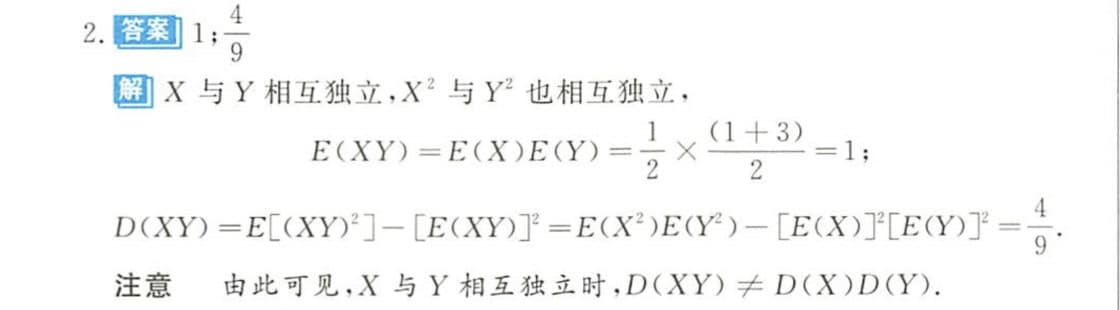 2. 答案 1; 4/9
解 X 与 Y 相互独立,X² 与 Y² 也相互独立,
E(XY)=E(X)E(Y)=1/2×(1+3)/2=1;
D(XY)=E[(XY)²]-[E(XY)]²=E(X²)E(Y²)-[E(X)]²[E(Y)]²=4/9.
注意 由此可见,X 与 Y 相互独立时,D(XY)≠D(X)D(Y).